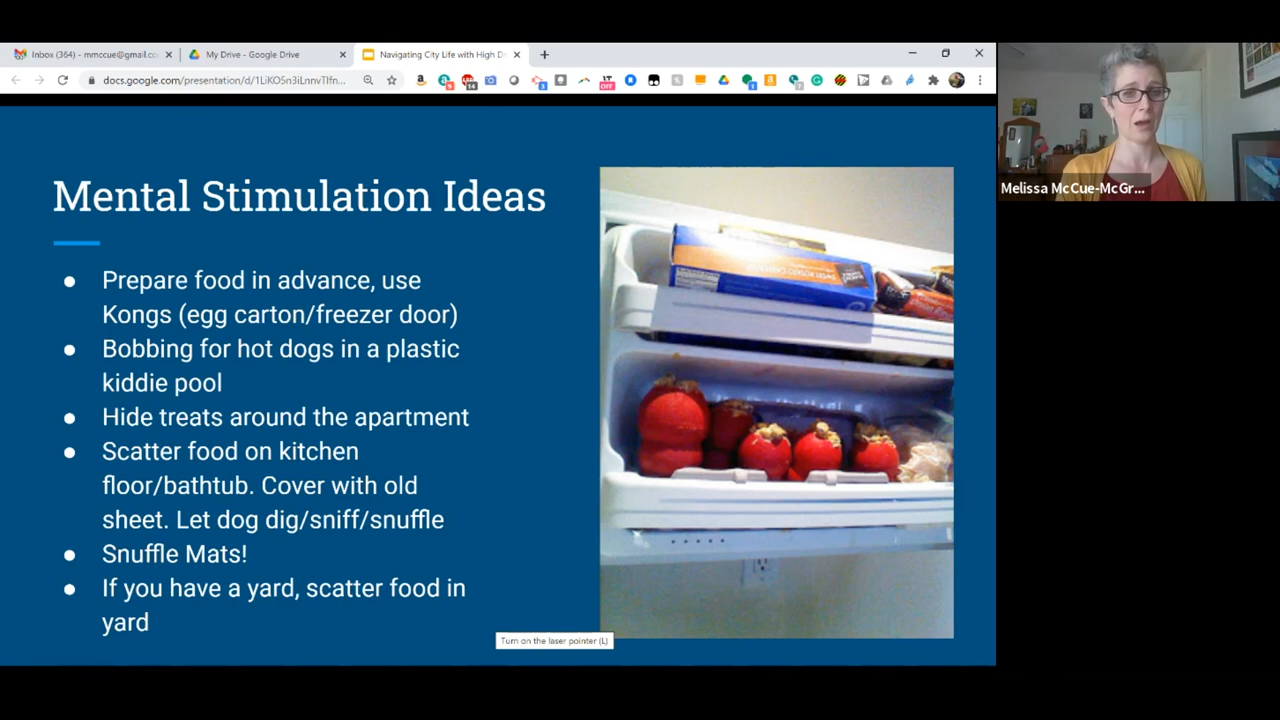 Inbox (364) - mmccue@gmail.co
My Drive - Google Drive
Navigating City Life with High D
docs.google.com/presentation/d/1LiKO5n3iLnnvTlfn...
OFF
Melissa McCue-McGr...
Mental Stimulation Ideas
● Prepare food in advance, use
Kongs (egg carton/freezer door)
● Bobbing for hot dogs in a plastic
kiddie pool
● Hide treats around the apartment
● Scatter food on kitchen
floor/bathtub. Cover with old
sheet. Let dog dig/sniff/snuffle
● Snuffle Mats!
● If you have a yard, scatter food in
yard
Turn on the laser pointer (L)